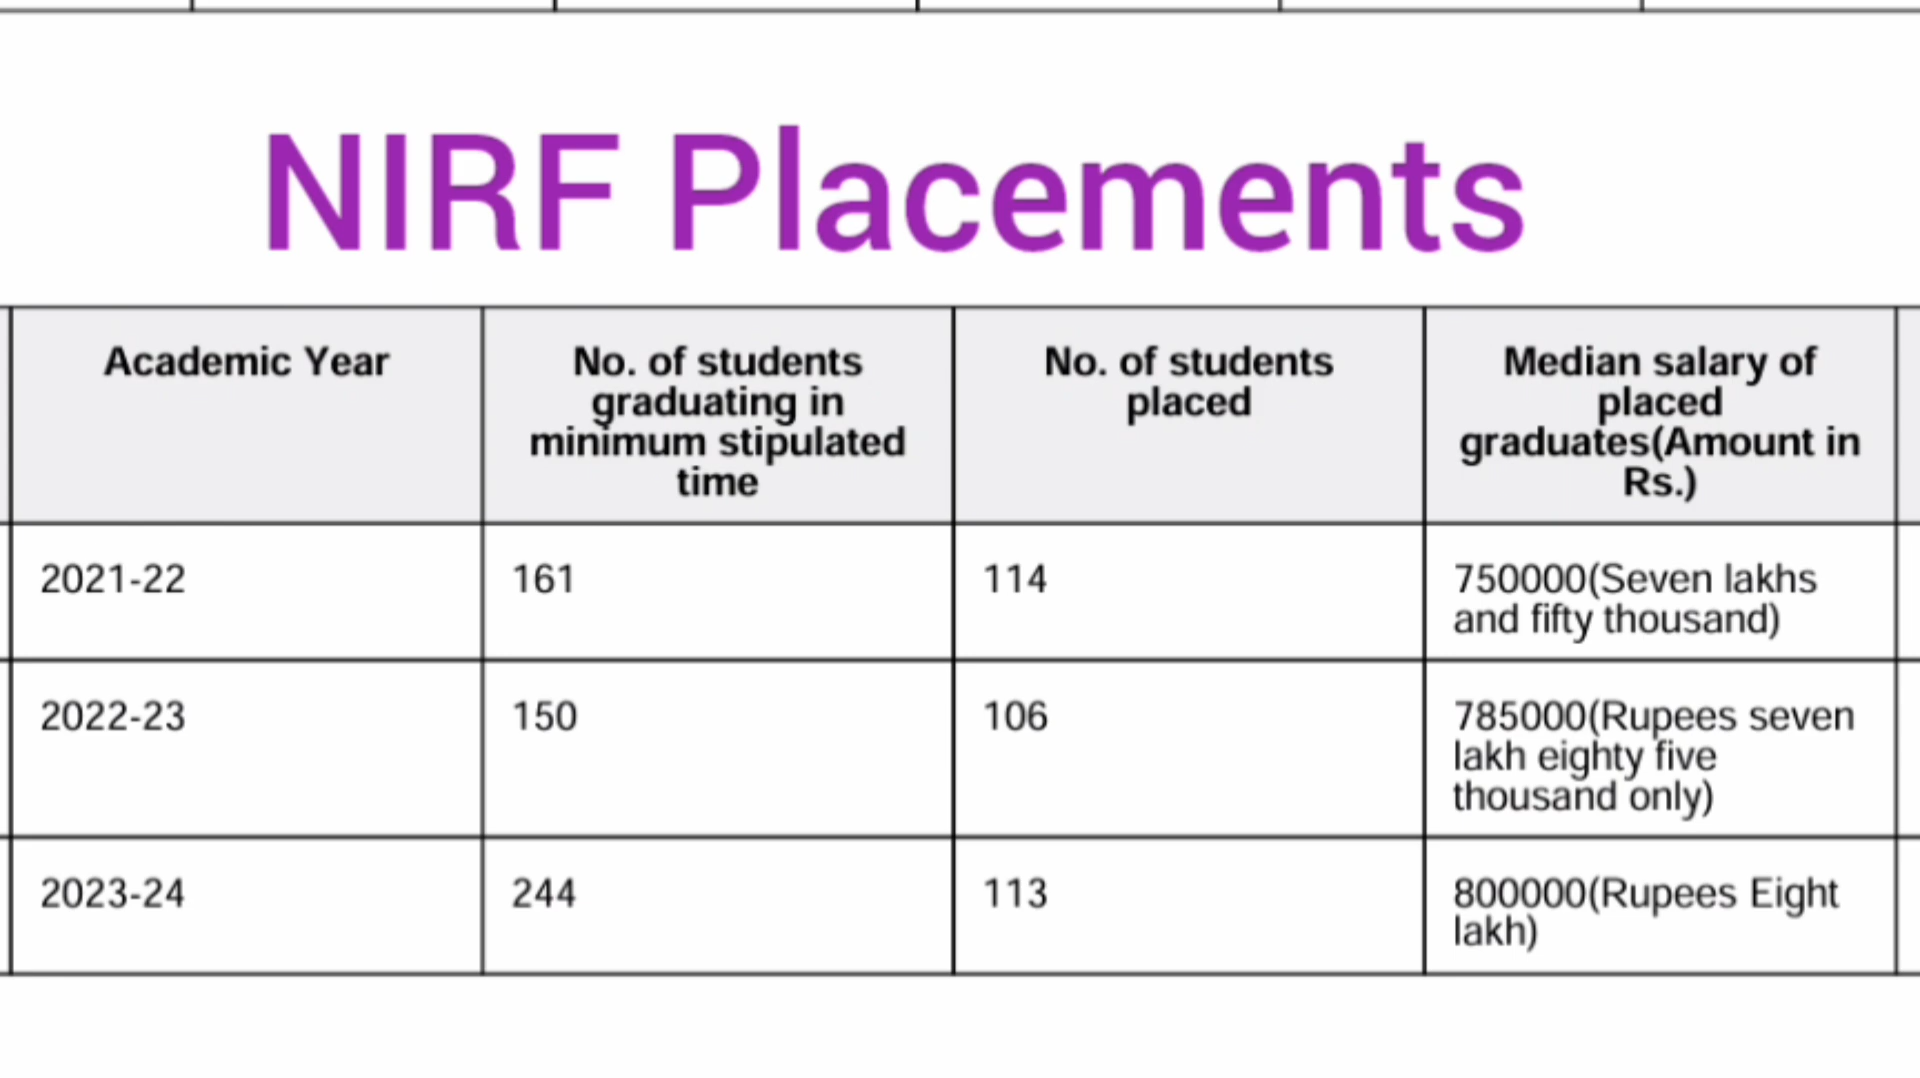 NIRF Placements
Academic Year
No. of students
graduating in
minimum stipulated
time
No. of students
placed
Median salary of
placed
graduates(Amount in
Rs.)
2021-22
161
114
750000(Seven lakhs
and fifty thousand)
2022-23
150
106
785000(Rupees seven
lakh eighty five
thousand only)
2023-24
244
113
800000(Rupees Eight
lakh)